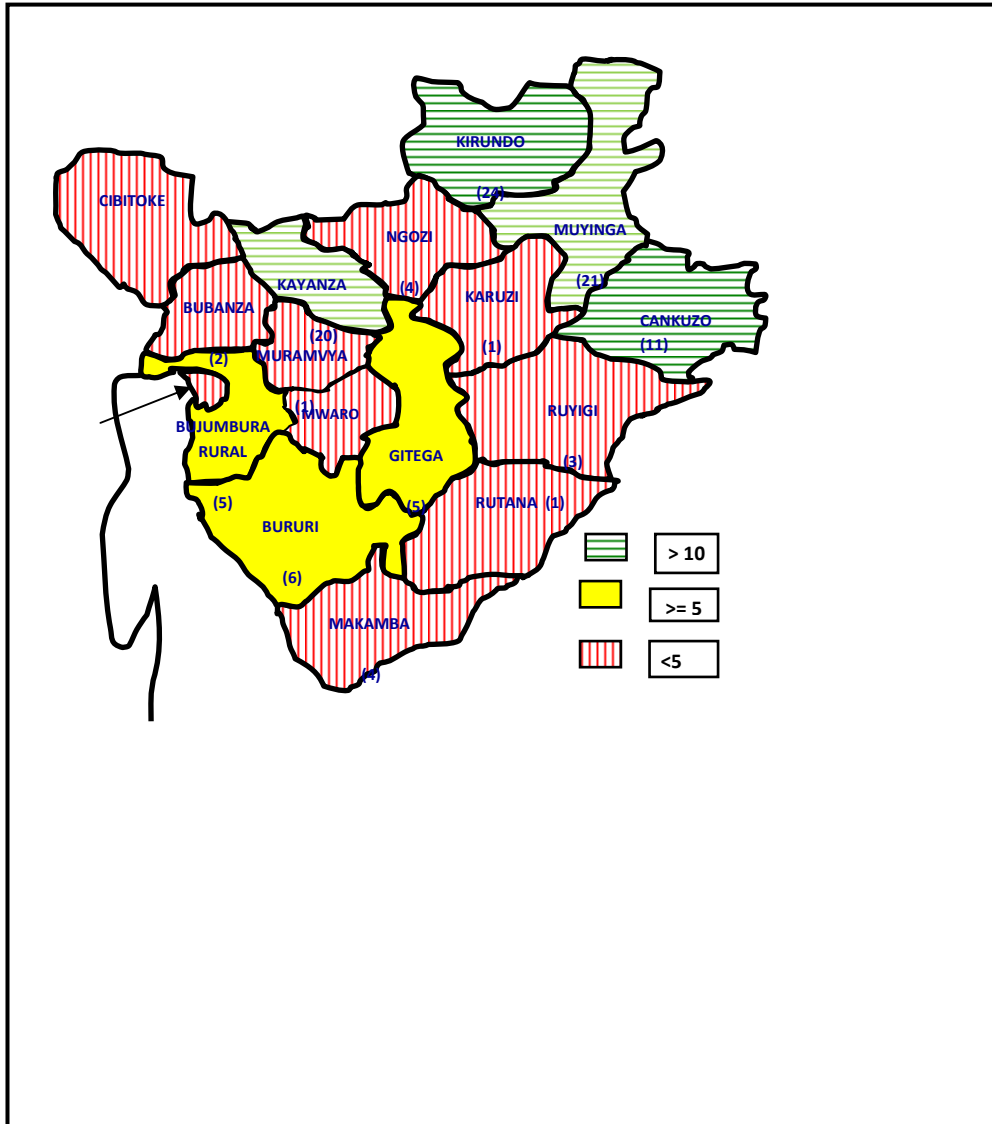 KIRUNDO
(24)
CIBITOKE
MUYINGA
NGOZI
(21)
KAYANZA
(4)
KARUZI
BUBANZA
CANKUZO
(20)
(11)
(1)
MURAMVYA
(2)
(1)
MWARO
RUYIGI
BUJUMBURA
RURAL
GITEGA
(3)
(5)
(5)
RUTANA (1)
BURURI
(6)
MAKAMBA
(4)
> 10
>= 5
<5